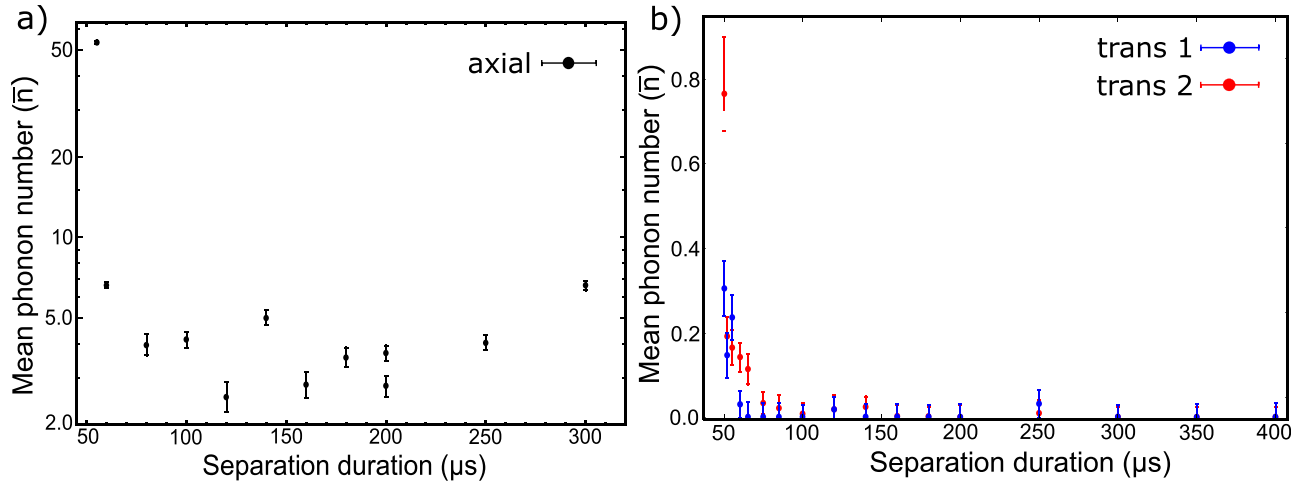 a)
Mean phonon number (n̅)
50
20
10
5.0
2.0
axial
50 100 150 200 250 300
Separation duration (μs)
b)
Mean phonon number (n̅)
0.8
0.6
0.4
0.2
0.0
trans 1
trans 2
50 100 150 200 250 300 350 400
Separation duration (μs)